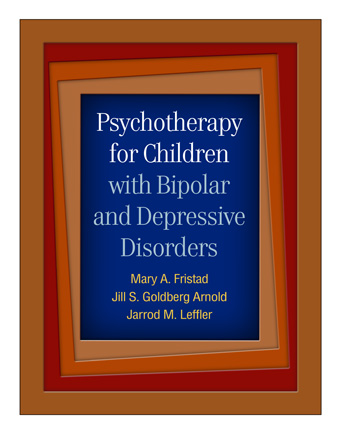 Psychotherapy
for Children
with Bipolar
and Depressive
Disorders
Mary A. Fristad
Jill S. Goldberg Arnold
Jarrod M. Leffler